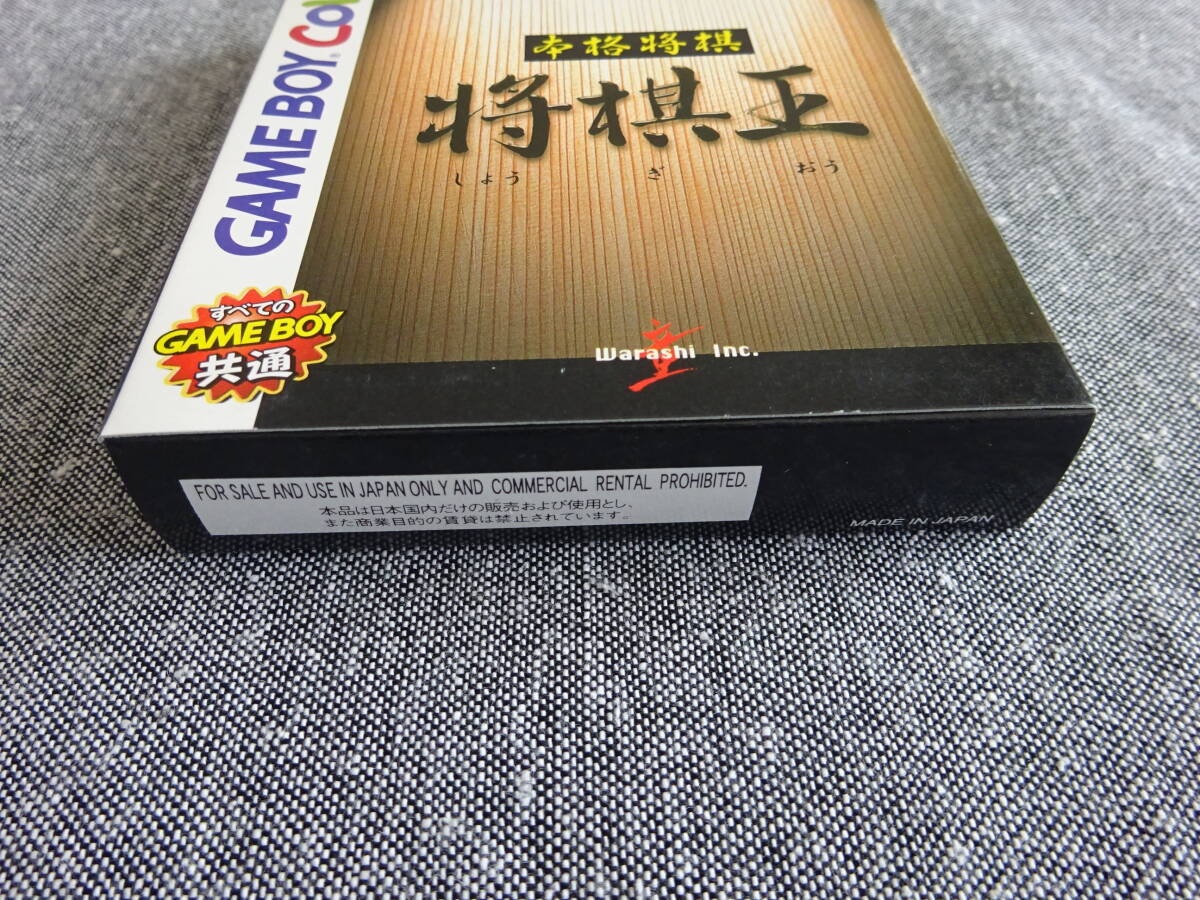 GAME BOY COL
本格将棋
将棋王
しょう ぎ おう
すべての
GAME BOY
共通
童
Warashi Inc.
FOR SALE AND USE IN JAPAN ONLY AND COMMERCIAL RENTAL PROHIBITED.
本品は日本国内だけの販売および使用とし、
また商業目的の賃貸は禁止されています。
MADE IN JAPAN